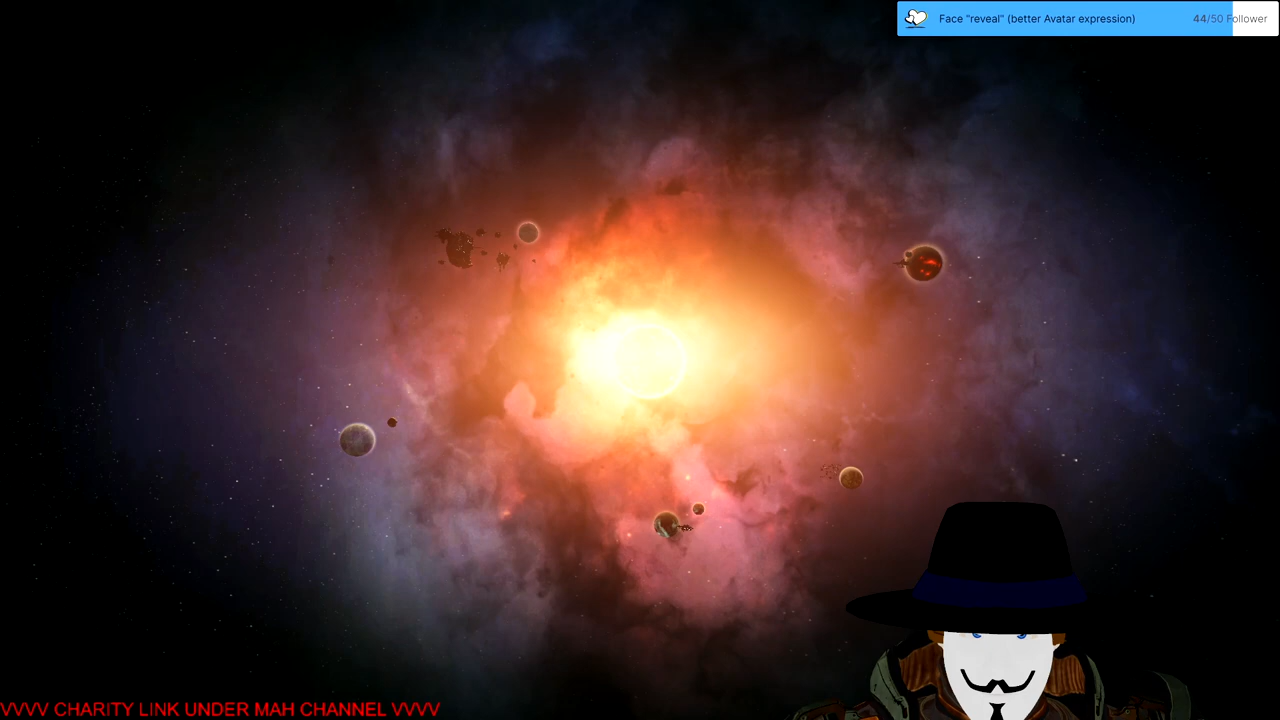 Face "reveal" (better Avatar expression) 44/50 Follower
VVVV CHARITY LINK UNDER MAH CHANNEL VVVV